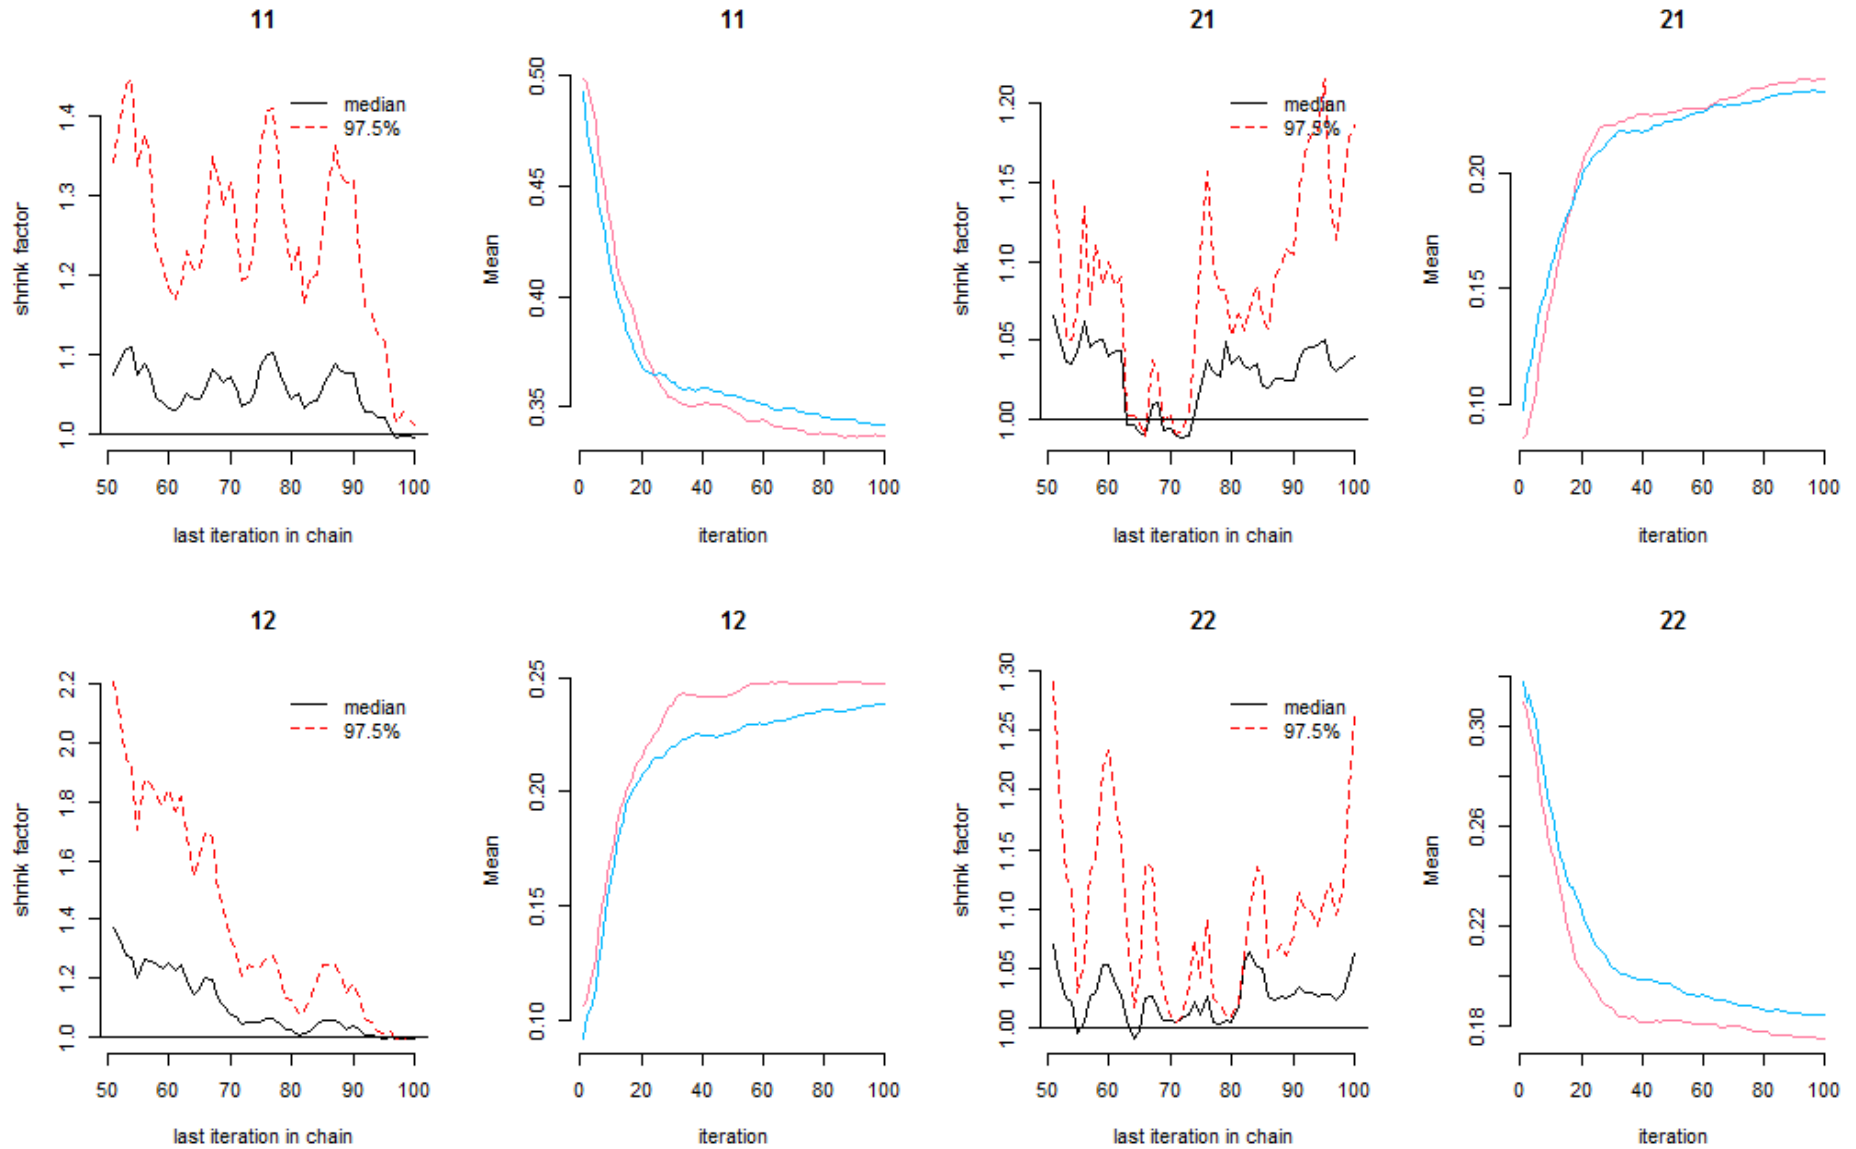 11
shrink factor
1.0
1.1
1.2
1.3
1.4
median
97.5%
50 60 70 80 90 100
last iteration in chain
11
Mean
0.35
0.40
0.45
0.50
0 20 40 60 80 100
iteration
21
shrink factor
1.00
1.05
1.10
1.15
1.20
median
97.5%
50 60 70 80 90 100
last iteration in chain
21
Mean
0.10
0.15
0.20
0 20 40 60 80 100
iteration
12
shrink factor
1.0
1.2
1.4
1.6
1.8
2.0
2.2
median
97.5%
50 60 70 80 90 100
last iteration in chain
12
Mean
0.10
0.15
0.20
0.25
0 20 40 60 80 100
iteration
22
shrink factor
1.00
1.05
1.10
1.15
1.20
1.25
1.30
median
97.5%
50 60 70 80 90 100
last iteration in chain
22
Mean
0.18
0.22
0.26
0.30
0 20 40 60 80 100
iteration